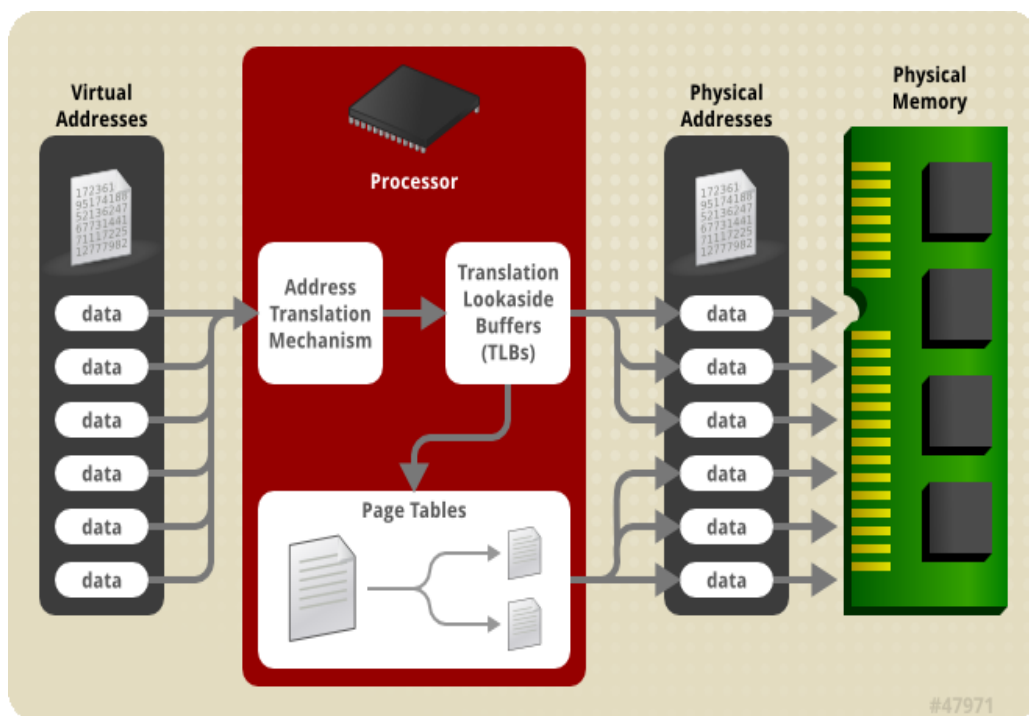 Virtual
Addresses
172361
95174188
52136247
67731441
71117225
12777982
data
data
data
data
data
data
Processor
Address
Translation
Mechanism
Translation
Lookaside
Buffers
(TLBs)
Page Tables
Physical
Addresses
172361
95174188
52136247
67731441
71117225
12777982
data
data
data
data
data
data
Physical
Memory
#47971